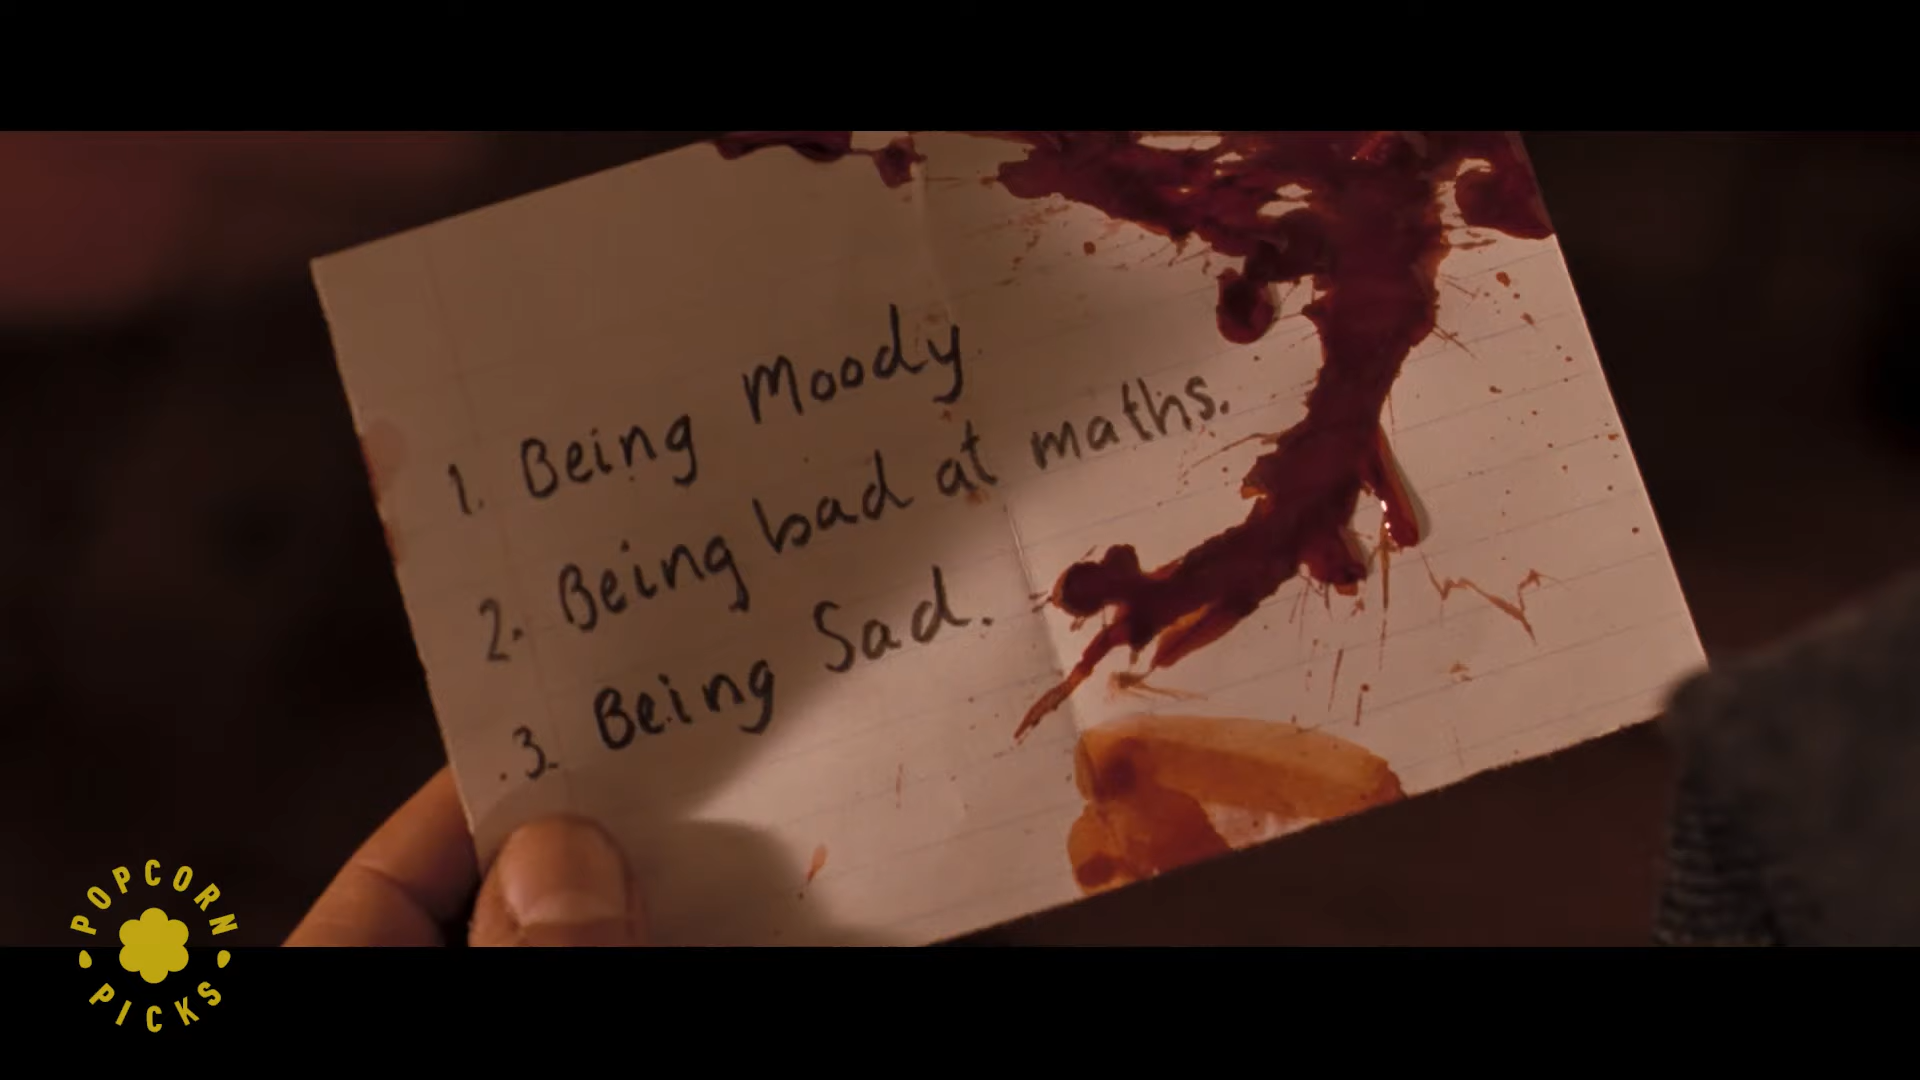 1. Being Moody
2. Being bad at maths.
.3. Being Sad.
POPCORN
PICKS